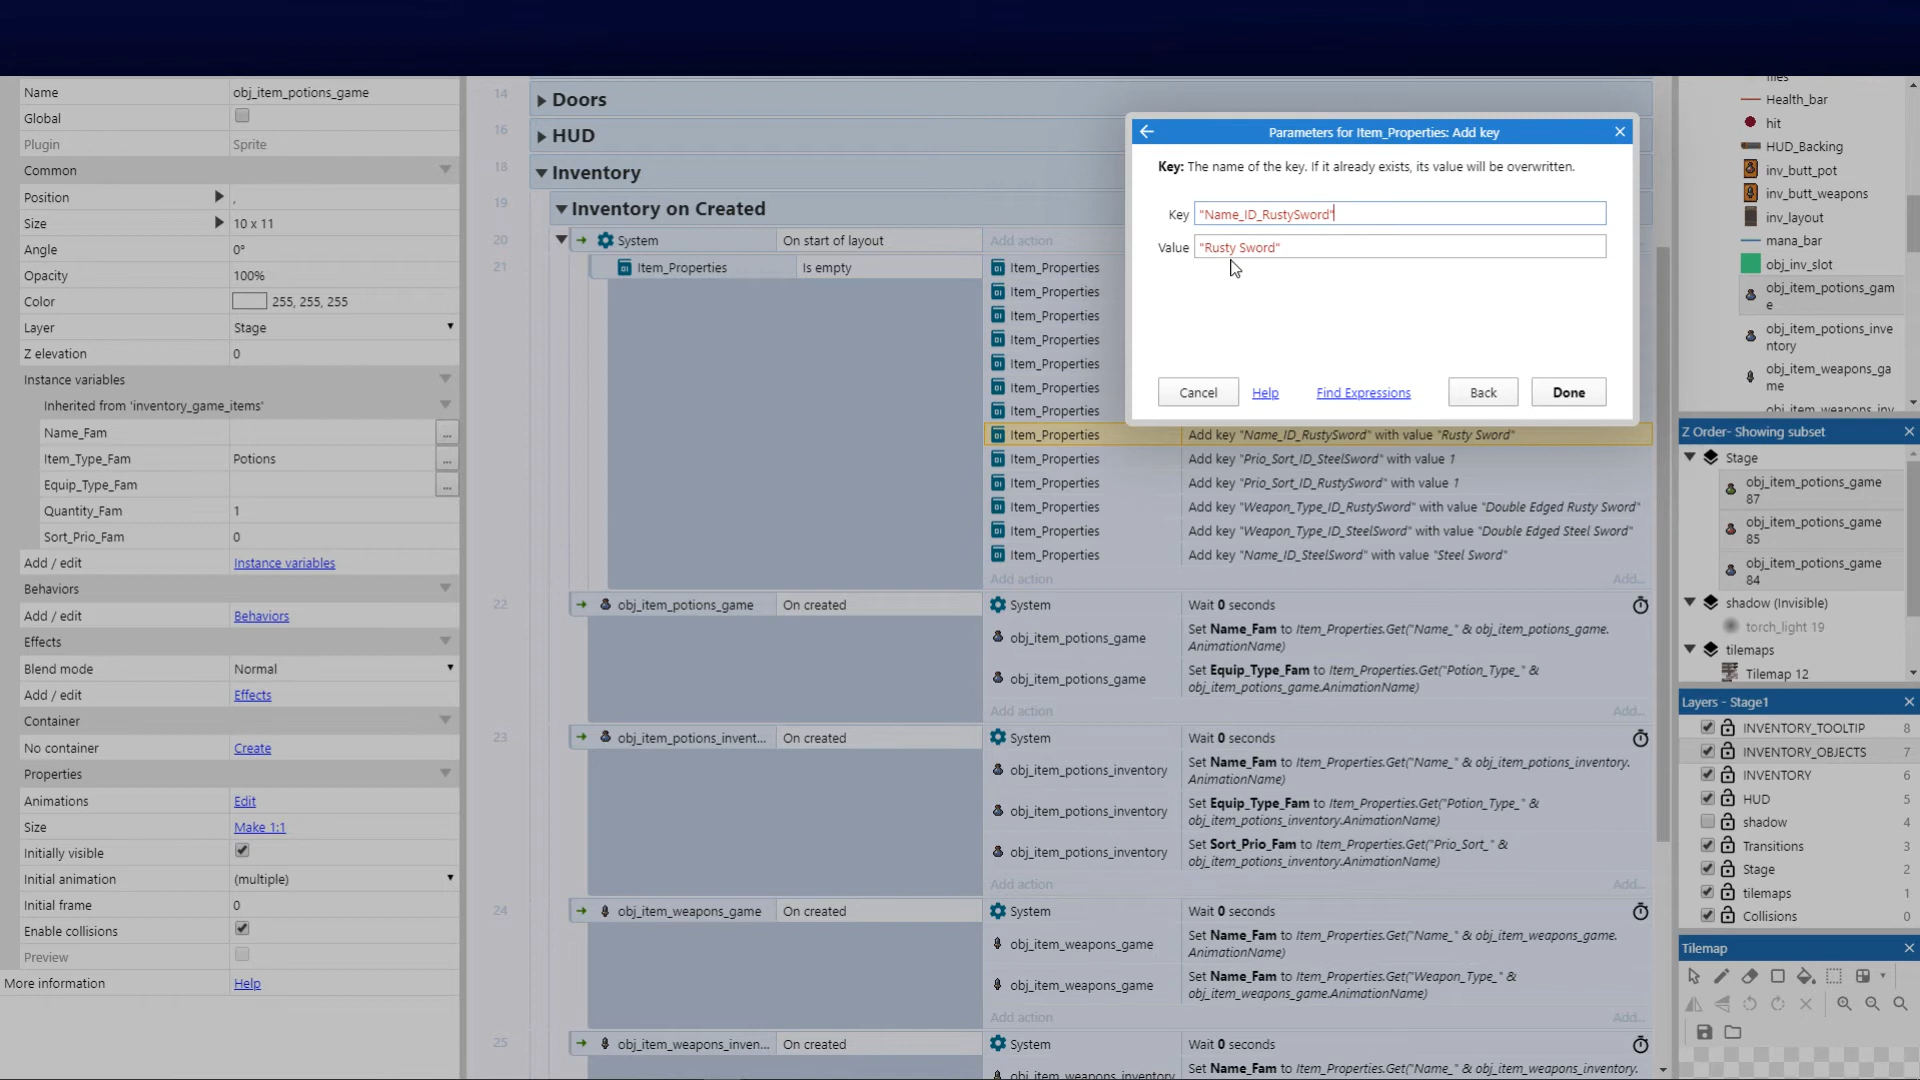 Name
obj_item_potions_game
Global
Plugin
Sprite
Common
Position
,
Size
10 x 11
Angle
0°
Opacity
100%
Color
255, 255, 255
Layer
Stage
Z elevation
0
Instance variables
Inherited from 'inventory_game_items'
Name_Fam
...
Item_Type_Fam
Potions
...
Equip_Type_Fam
...
Quantity_Fam
1
Sort_Prio_Fam
0
Add / edit
Instance variables
Behaviors
Add / edit
Behaviors
Effects
Blend mode
Normal
Add / edit
Effects
Container
No container
Create
Properties
Animations
Edit
Size
Make 1:1
Initially visible
Initial animation
(multiple)
Initial frame
0
Enable collisions
Preview
More information
Help
14
Doors
16
HUD
18
Inventory
19
Inventory on Created
20
System
On start of layout
Add action
21
Item_Properties
Is empty
Item_Properties
Item_Properties
Item_Properties
Item_Properties
Item_Properties
Item_Properties
Item_Properties
Item_Properties
Add key "Name_ID_RustySword" with value "Rusty Sword"
Item_Properties
Add key "Prio_Sort_ID_SteelSword" with value 1
Item_Properties
Add key "Prio_Sort_ID_RustySword" with value 1
Item_Properties
Add key "Weapon_Type_ID_RustySword" with value "Double Edged Rusty Sword"
Item_Properties
Add key "Weapon_Type_ID_SteelSword" with value "Double Edged Steel Sword"
Item_Properties
Add key "Name_ID_SteelSword" with value "Steel Sword"
Add action
Add...
22
obj_item_potions_game
On created
System
Wait 0 seconds
obj_item_potions_game
Set Name_Fam to Item_Properties.Get("Name_" & obj_item_potions_game.
AnimationName)
obj_item_potions_game
Set Equip_Type_Fam to Item_Properties.Get("Potion_Type_" &
obj_item_potions_game.AnimationName)
Add action
Add...
23
obj_item_potions_invent...
On created
System
Wait 0 seconds
obj_item_potions_inventory
Set Name_Fam to Item_Properties.Get("Name_" & obj_item_potions_inventory.
AnimationName)
obj_item_potions_inventory
Set Equip_Type_Fam to Item_Properties.Get("Potion_Type_" &
obj_item_potions_inventory.AnimationName)
obj_item_potions_inventory
Set Sort_Prio_Fam to Item_Properties.Get("Prio_Sort_" &
obj_item_potions_inventory.AnimationName)
Add action
Add...
24
obj_item_weapons_game
On created
System
Wait 0 seconds
obj_item_weapons_game
Set Name_Fam to Item_Properties.Get("Name_" & obj_item_weapons_game.
AnimationName)
obj_item_weapons_game
Set Name_Fam to Item_Properties.Get("Weapon_Type_" &
obj_item_weapons_game.AnimationName)
Add action
Add...
25
obj_item_weapons_inven...
On created
System
Wait 0 seconds
obj_item_weapons_inventory
Set Name_Fam to Item_Properties.Get("Name_" & obj_item_weapons_inventory.
Parameters for Item_Properties: Add key
Key: The name of the key. If it already exists, its value will be overwritten.
Key
"Name_ID_RustySword"
Value
"Rusty Sword"
Cancel
Help
Find Expressions
Back
Done
Health_bar
hit
HUD_Backing
inv_butt_pot
inv_butt_weapons
inv_layout
mana_bar
obj_inv_slot
obj_item_potions_gam
e
obj_item_potions_inve
ntory
obj_item_weapons_ga
me
obj_item_weapons_inv
Z Order- Showing subset
Stage
obj_item_potions_game
87
obj_item_potions_game
85
obj_item_potions_game
84
shadow (Invisible)
torch_light 19
tilemaps
Tilemap 12
Layers - Stage1
INVENTORY_TOOLTIP 8
INVENTORY_OBJECTS 7
INVENTORY 6
HUD 5
shadow 4
Transitions 3
Stage 2
tilemaps 1
Collisions 0
Tilemap